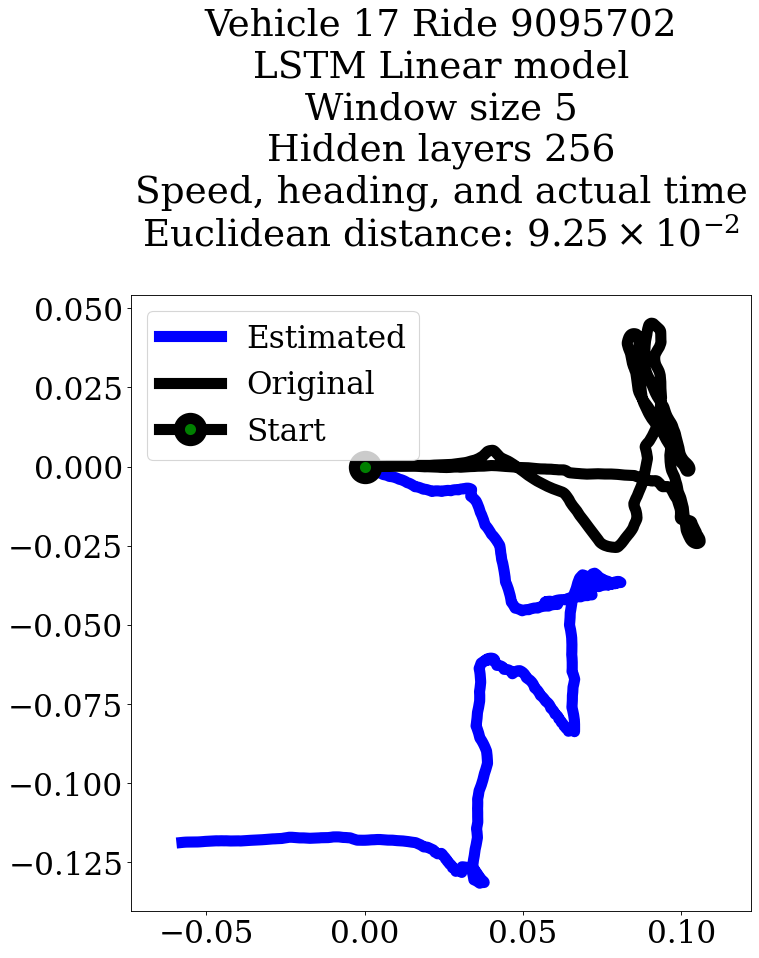 Vehicle 17 Ride 9095702
LSTM Linear model
Window size 5
Hidden layers 256
Speed, heading, and actual time
Euclidean distance: 9.25 × 10⁻²
0.050
0.025
0.000
−0.025
−0.050
−0.075
−0.100
−0.125
Estimated
Original
Start
−0.05 0.00 0.05 0.10